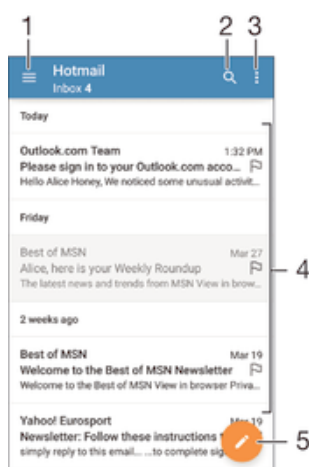 1 2 3
Hotmail
Inbox 4
Today
Outlook.com Team 1:32 PM
Please sign in to your Outlook.com acco...
Hello Alice Honey, We noticed some unusual activit...
Friday
Best of MSN Mar 27
Alice, here is your Weekly Roundup
The latest news and trends from MSN View in brow...
4
2 weeks ago
Best of MSN Mar 19
Welcome to the Best of MSN Newsletter
Welcome to the Best of MSN View in browser Priva...
Yahoo! Eurosport Mar 19
Newsletter: Follow these instructions
5
simply reply to this email... ...to complete